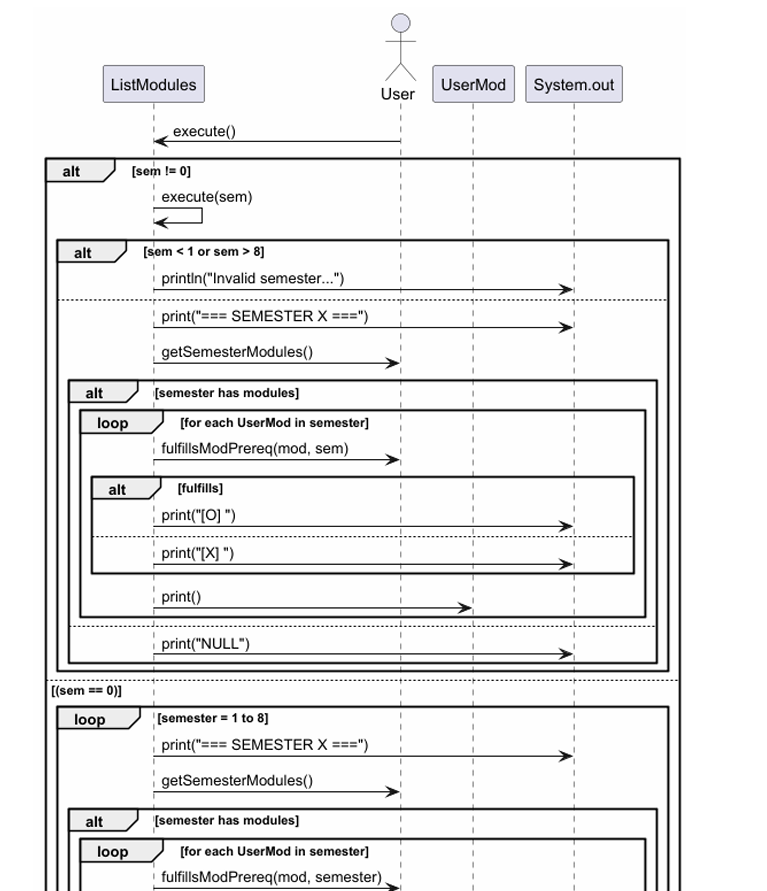 User
ListModules
UserMod
System.out
execute()
alt
[sem != 0]
execute(sem)
alt
[sem < 1 or sem > 8]
println("Invalid semester...")
print("=== SEMESTER X ===")
getSemesterModules()
alt
[semester has modules]
loop
[for each UserMod in semester]
fulfillsModPrereq(mod, sem)
alt
[fulfills]
print("[O] ")
print("[X] ")
print()
print("NULL")
[(sem == 0)]
loop
[semester = 1 to 8]
print("=== SEMESTER X ===")
getSemesterModules()
alt
[semester has modules]
loop
[for each UserMod in semester]
fulfillsModPrereq(mod, semester)